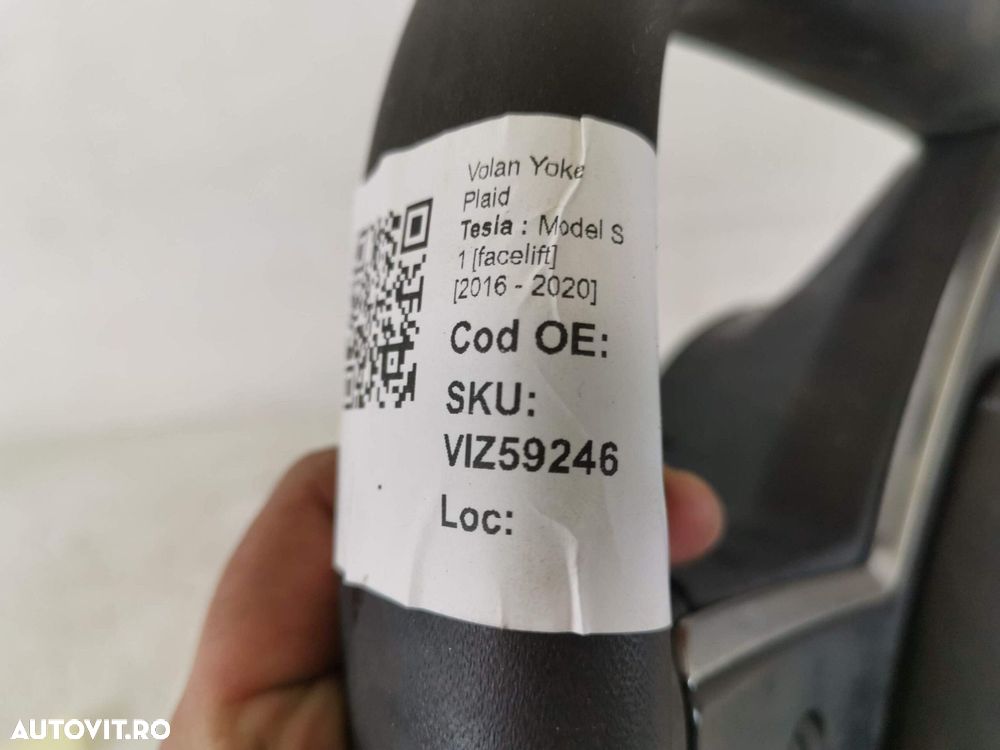 Volan Yoke
Plaid
Tesla : Model S
1 [facelift]
[2016 - 2020]
Cod OE:
SKU:
VIZ59246
Loc:
AUTOVIT.RO